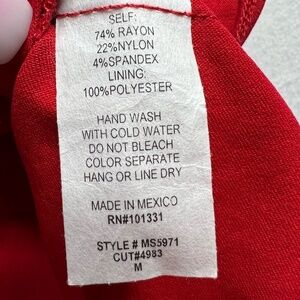 SELF:
74% RAYON
22%NYLON
4%SPANDEX
LINING:
100%POLYESTER
HAND WASH
WITH COLD WATER
DO NOT BLEACH
COLOR SEPARATE
HANG OR LINE DRY
MADE IN MEXICO
RN#101331
STYLE # MS5971
CUT#4983
M